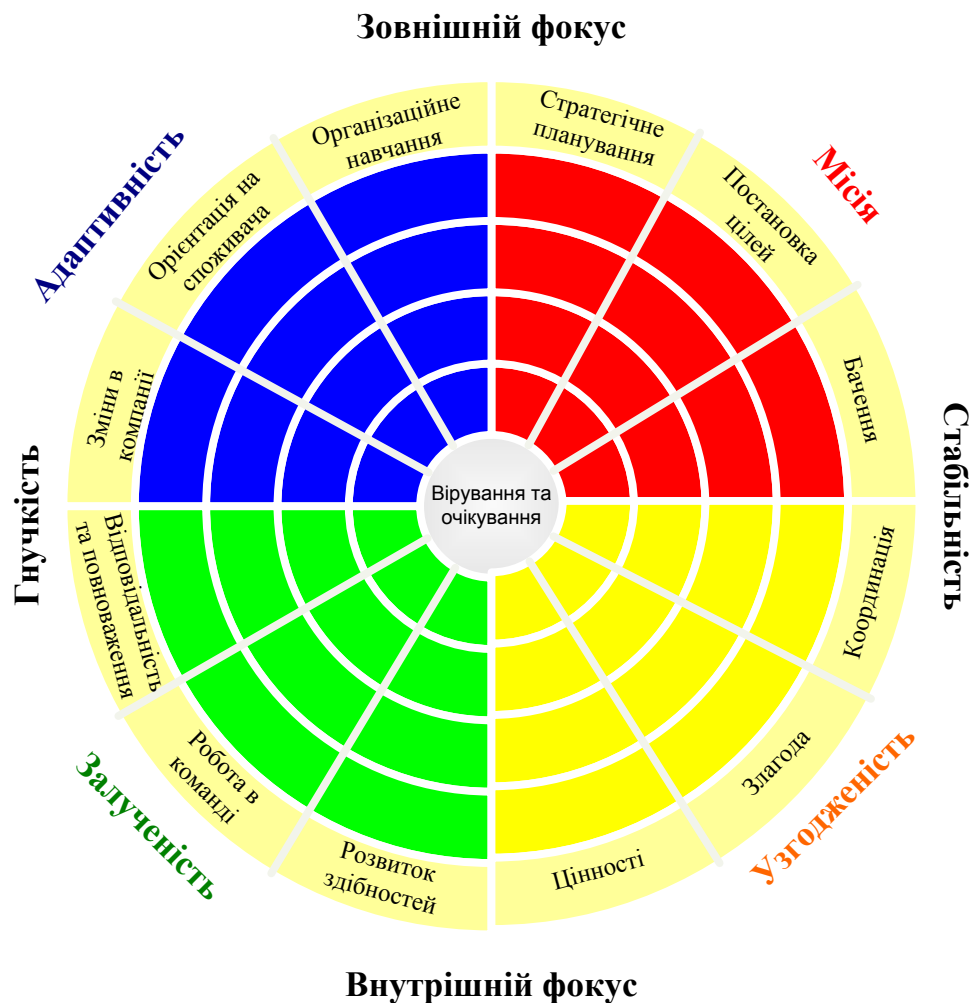 Зовнішній фокус
Організаційне
навчання
Стратегічне
планування
Адаптивність
Місія
Орієнтація на
споживача
Постановка
цілей
Зміни в
компанії
Бачення
Гнучкість
Вірування та
очікування
Стабільність
Відповідальність
та повноваження
Координація
Робота в
команді
Злагода
Залученість
Узгодженість
Розвиток
здібностей
Цінності
Внутрішній фокус